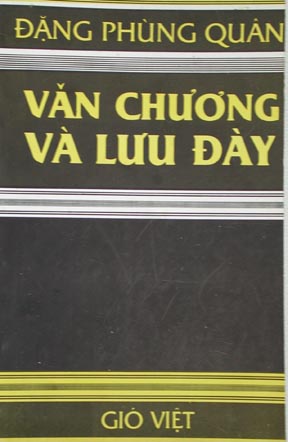 ĐẶNG PHÙNG QUÂN
VĂN CHƯƠNG
VÀ LƯU ĐÀY
GIÓ VIỆT